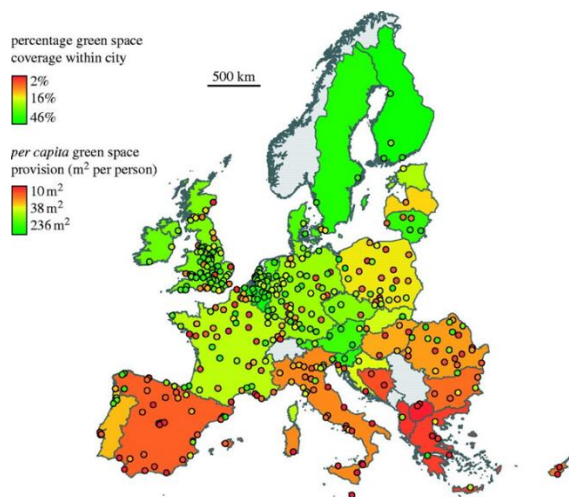 percentage green space
coverage within city
2%
16%
46%
500 km
per capita green space
provision (m² per person)
10 m²
38 m²
236 m²